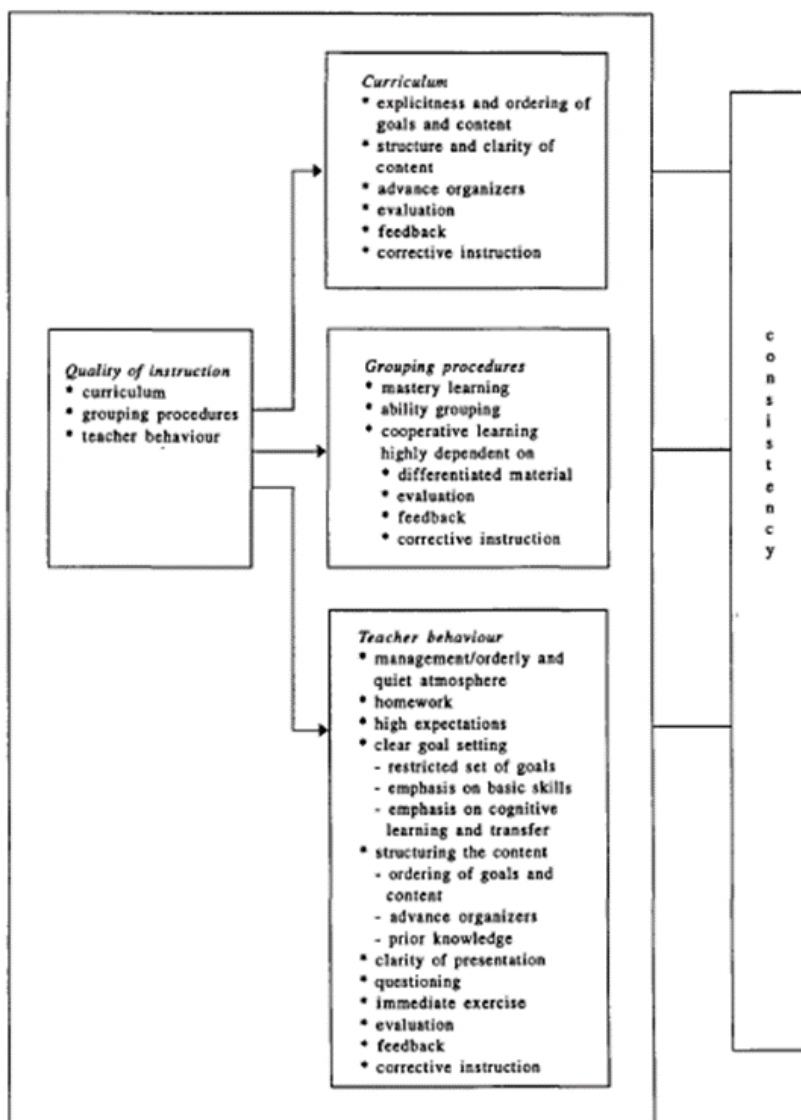 Curriculum
* explicitness and ordering of
goals and content
* structure and clarity of
content
* advance organizers
* evaluation
* feedback
* corrective instruction
Quality of instruction
* curriculum
* grouping procedures
* teacher behaviour
Grouping procedures
* mastery learning
* ability grouping
* cooperative learning
highly dependent on
* differentiated material
* evaluation
* feedback
* corrective instruction
Teacher behaviour
* management/orderly and
quiet atmosphere
* homework
* high expectations
* clear goal setting
- restricted set of goals
- emphasis on basic skills
- emphasis on cognitive
learning and transfer
* structuring the content
- ordering of goals and
content
- advance organizers
- prior knowledge
* clarity of presentation
* questioning
* immediate exercise
* evaluation
* feedback
* corrective instruction
consistency